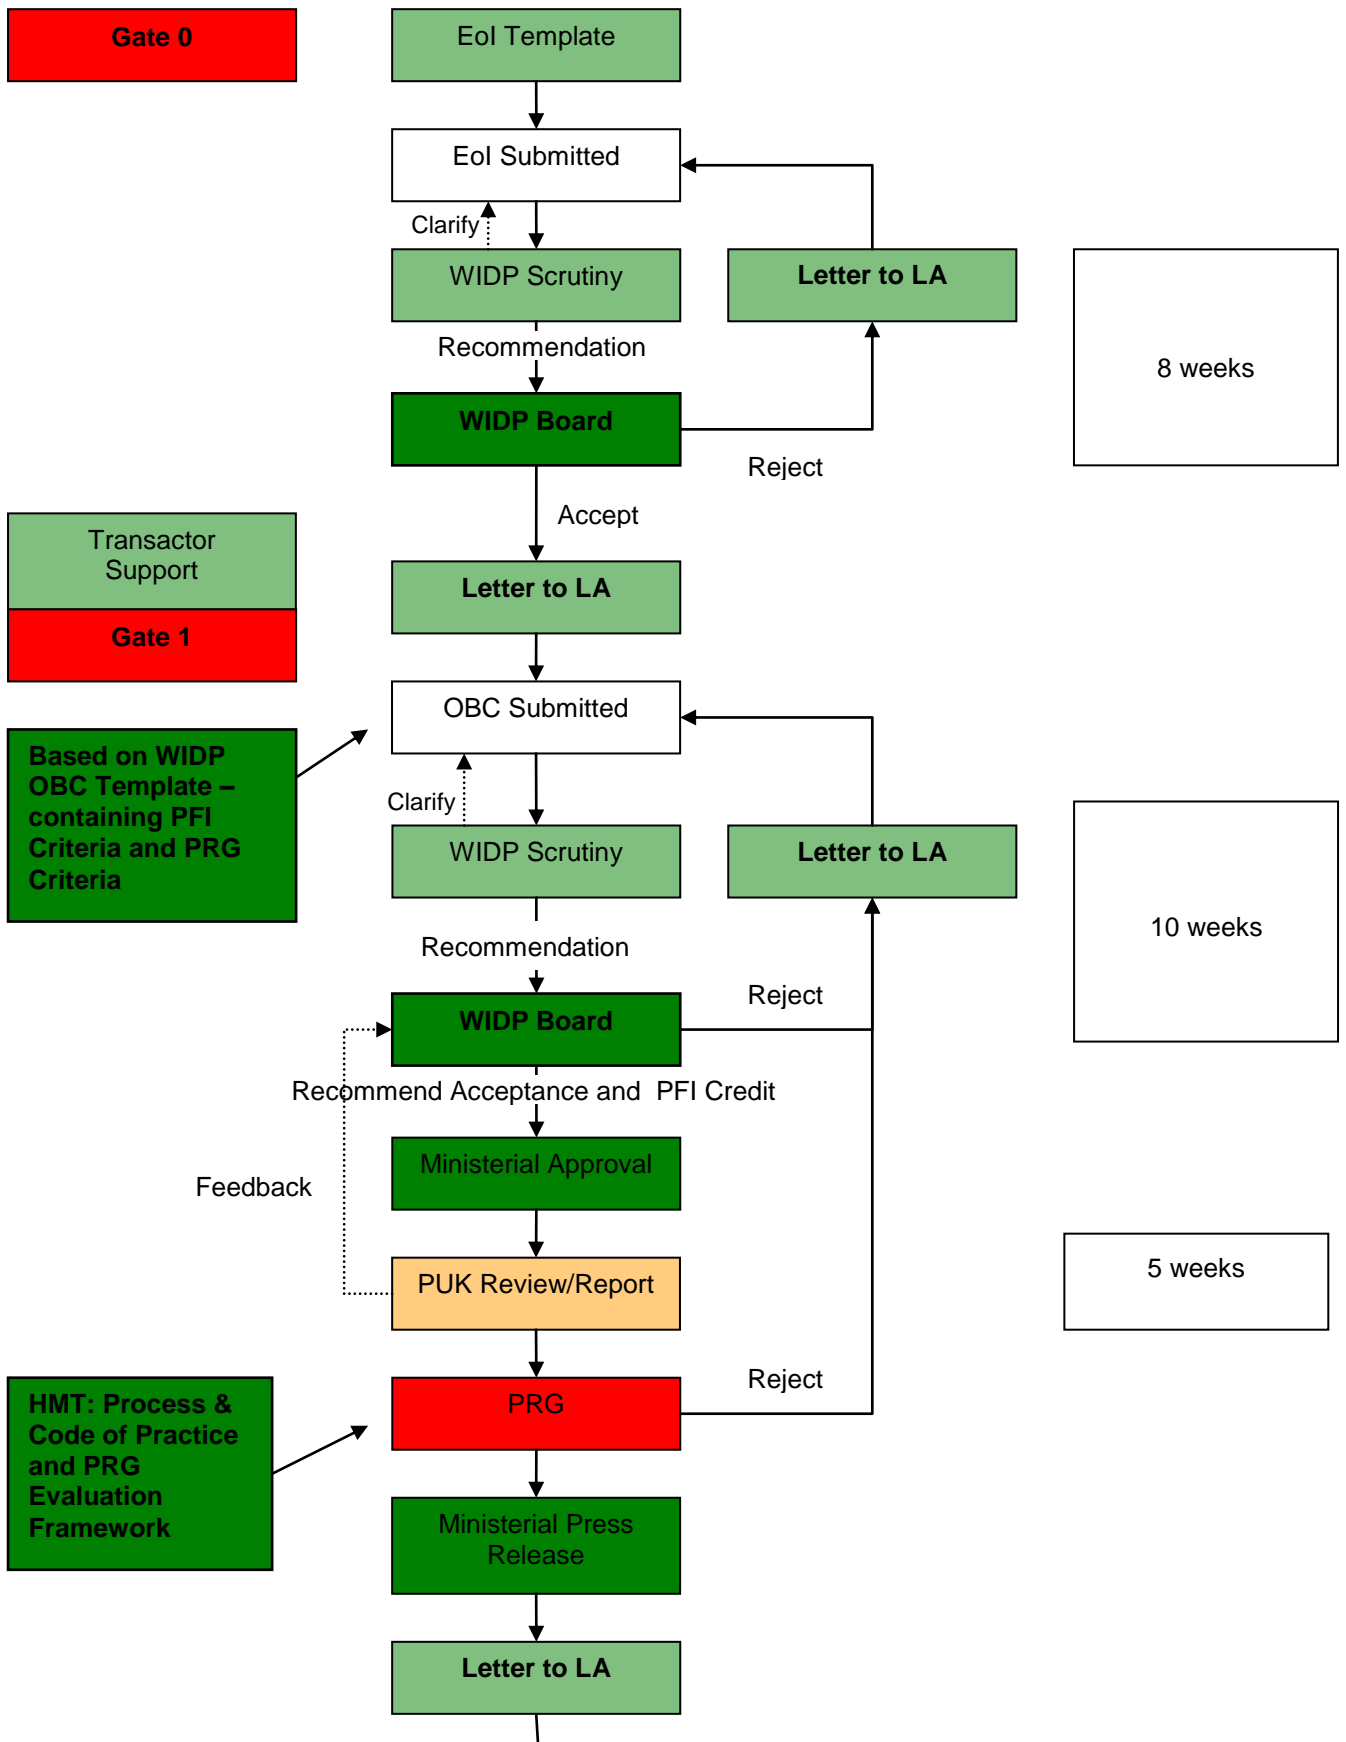 Gate 0
EoI Template
EoI Submitted
Clarify
WIDP Scrutiny
Letter to LA
Recommendation
8 weeks
WIDP Board
Reject
Accept
Transactor
Support
Letter to LA
Gate 1
OBC Submitted
Based on WIDP
OBC Template –
containing PFI
Criteria and PRG
Criteria
Clarify
WIDP Scrutiny
Letter to LA
10 weeks
Recommendation
Reject
WIDP Board
Recommend Acceptance and PFI Credit
Ministerial Approval
Feedback
PUK Review/Report
5 weeks
Reject
HMT: Process &
Code of Practice
and PRG
Evaluation
Framework
PRG
Ministerial Press
Release
Letter to LA